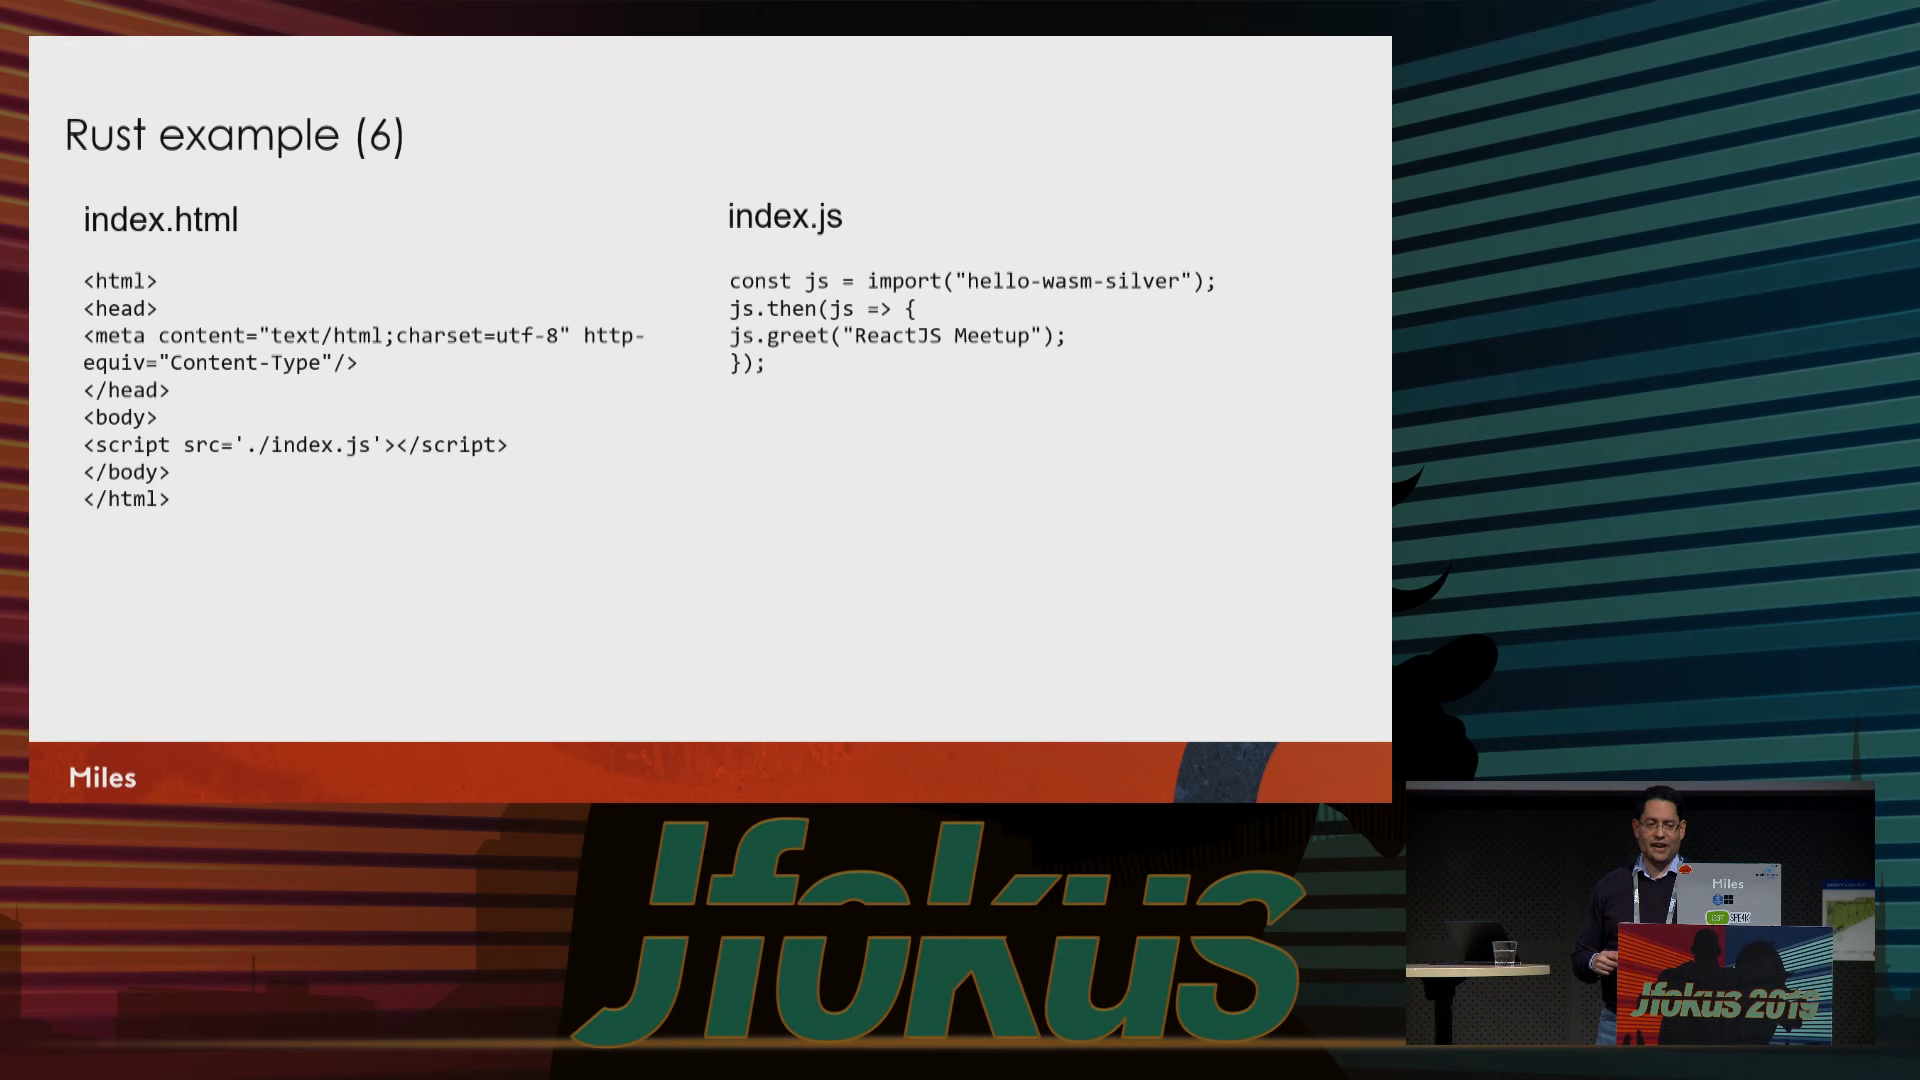 Rust example (6)
index.html
<html>
<head>
<meta content="text/html;charset=utf-8" http-
equiv="Content-Type"/>
</head>
<body>
<script src='./index.js'></script>
</body>
</html>
index.js
const js = import("hello-wasm-silver");
js.then(js => {
js.greet("ReactJS Meetup");
});
Miles
Jfokus
Miles
SPE4K
Jfokus 2019